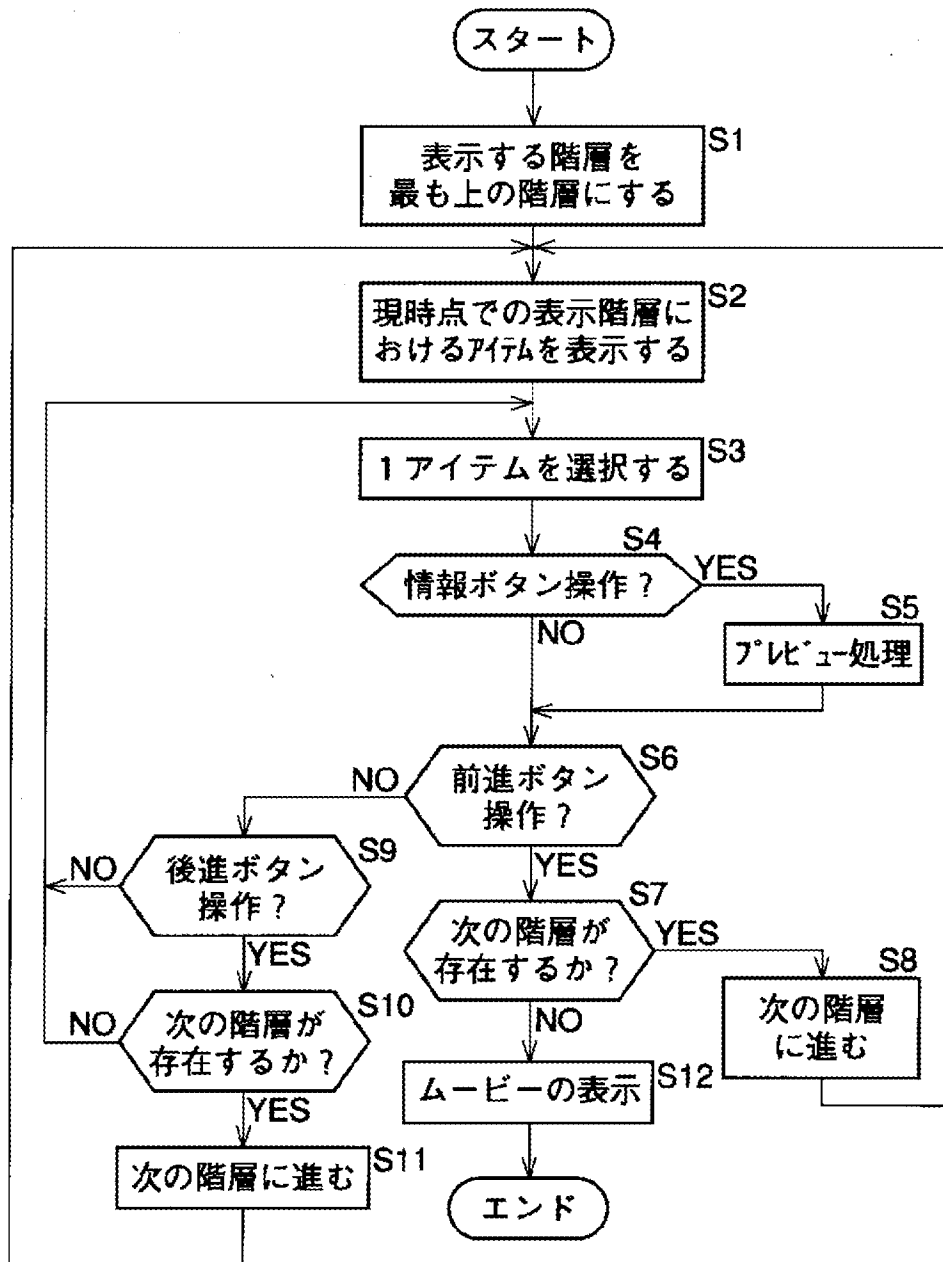 スタート
S1
表示する階層を
最も上の階層にする
S2
現時点での表示階層に
おけるアイテムを表示する
S3
1アイテムを選択する
S4
情報ボタン操作？
YES
NO
S5
プレビュー処理
S6
前進ボタン
操作？
NO
YES
S9
後進ボタン
操作？
NO
YES
S7
次の階層が
存在するか？
YES
NO
S8
次の階層
に進む
S10
次の階層が
存在するか？
NO
YES
S12
ムービーの表示
S11
次の階層に進む
エンド